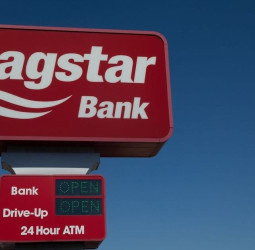 agstar
Bank
Bank OPEN
Drive-Up OPEN
24 Hour ATM